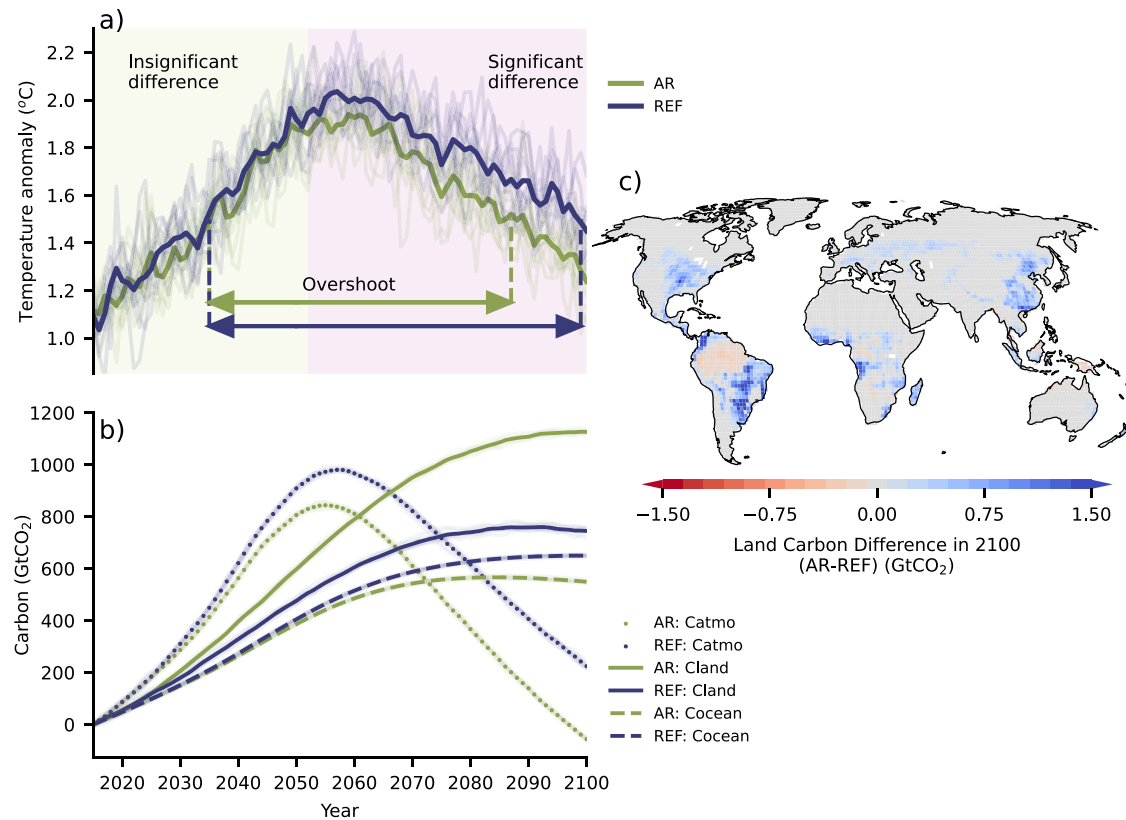 a)
Insignificant
difference
Significant
difference
Overshoot
Temperature anomaly (°C)
2.2
2.0
1.8
1.6
1.4
1.2
1.0
AR
REF
b)
Carbon (GtCO₂)
1200
1000
800
600
400
200
0
2020 2030 2040 2050 2060 2070 2080 2090 2100
Year
c)
−1.50 −0.75 0.00 0.75 1.50
Land Carbon Difference in 2100
(AR-REF) (GtCO₂)
AR: Catmo
REF: Catmo
AR: Cland
REF: Cland
AR: Cocean
REF: Cocean